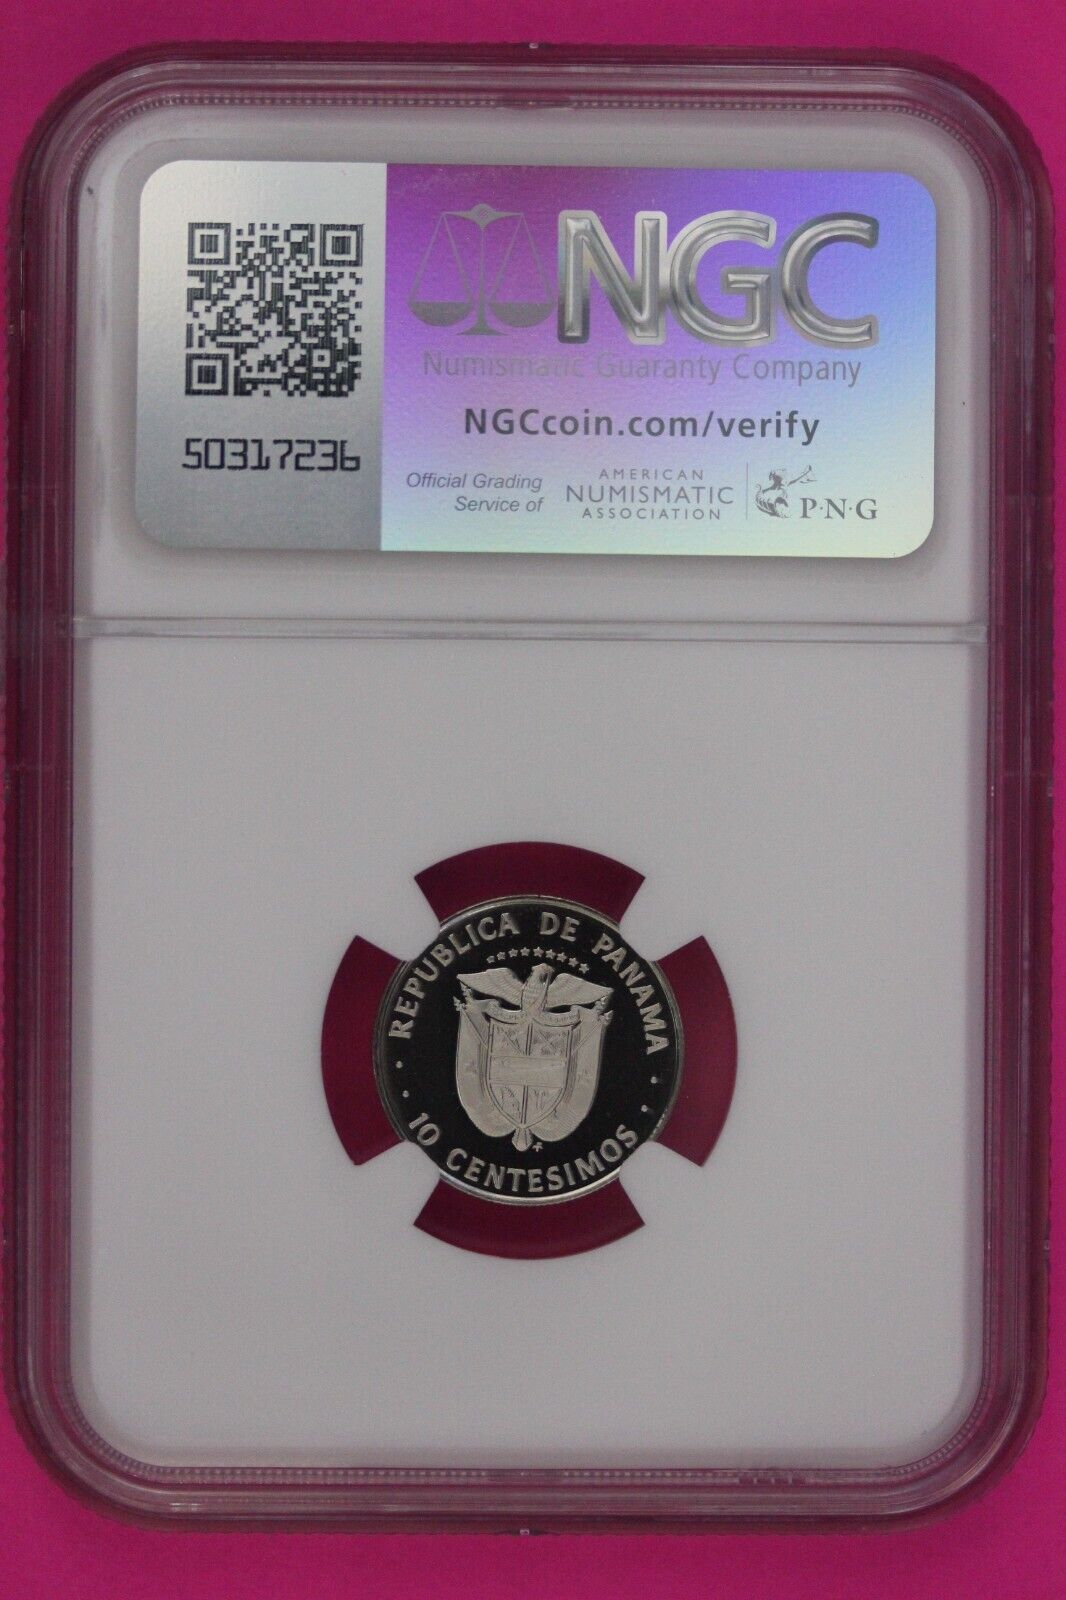 NGC
Numismatic Guaranty Company
NGCcoin.com/verify
50317236
Official Grading
Service of
AMERICAN
NUMISMATIC
ASSOCIATION
P·N·G
· REPUBLICA DE PANAMA ·
· 10 CENTESIMOS ·